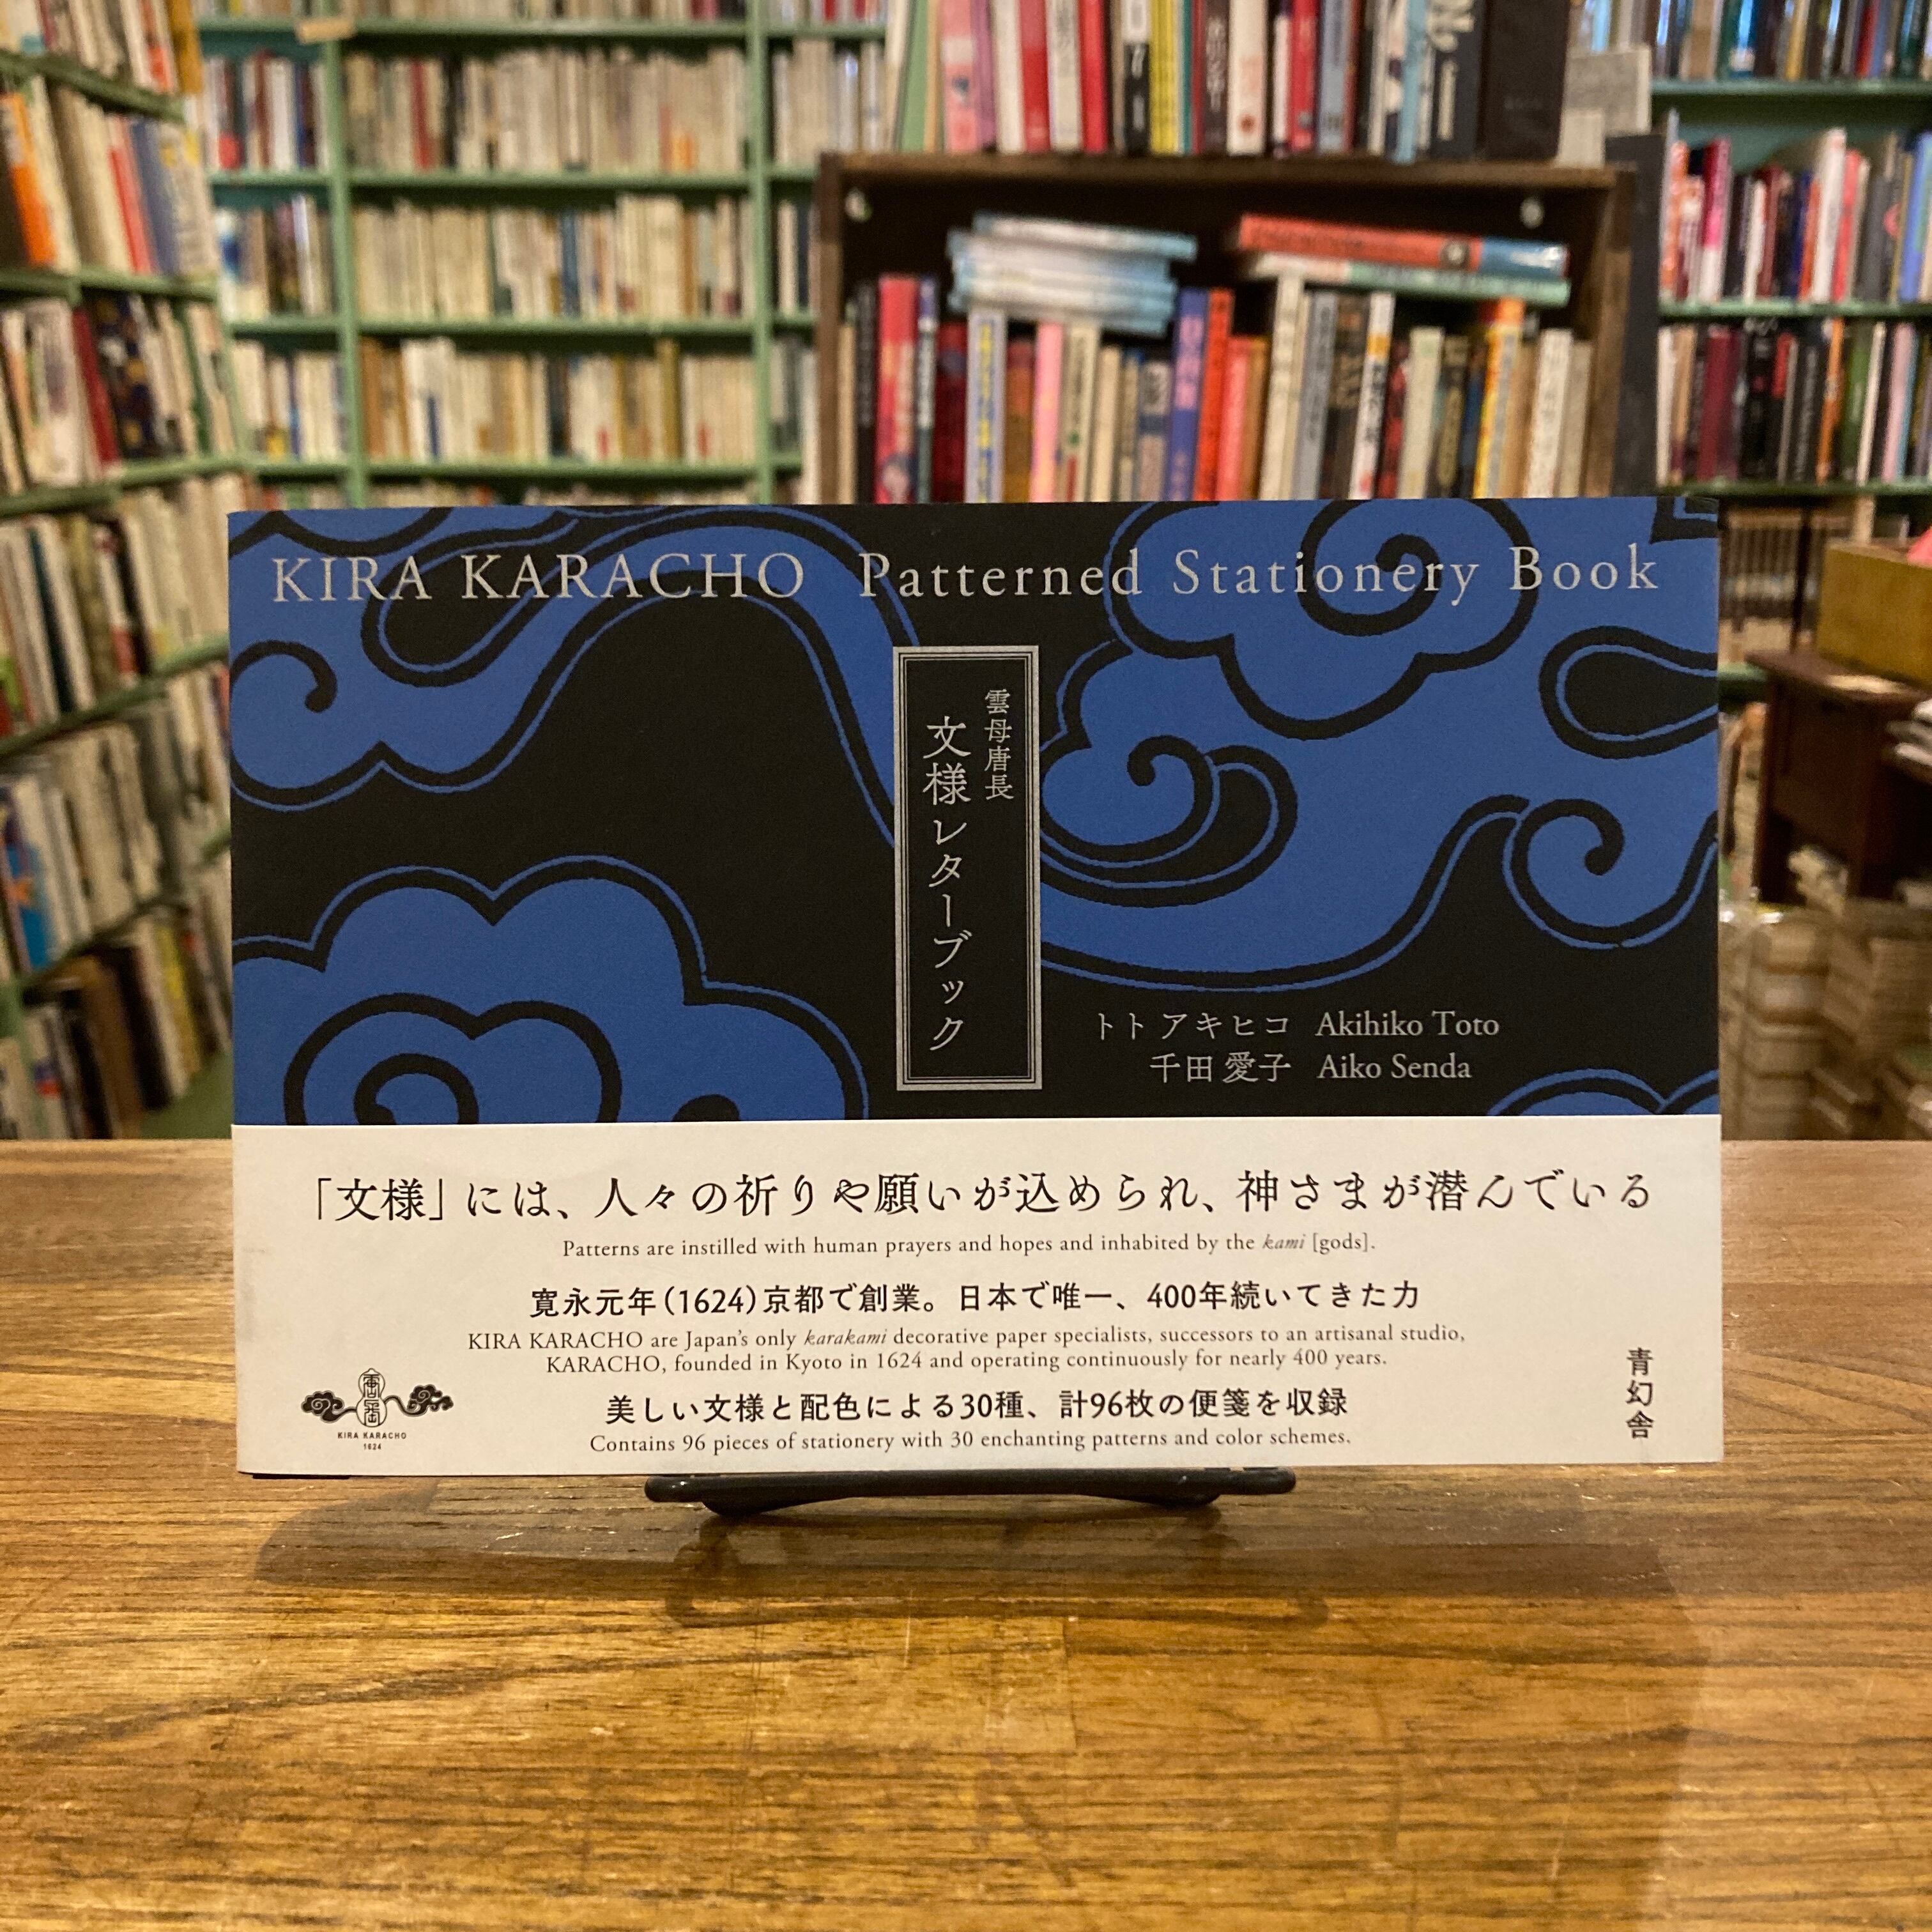 KIRA KARACHO Patterned Stationery Book
雲母唐長
文様レターブック
トト アキヒコ Akihiko Toto
千田 愛子 Aiko Senda
「文様」には、人々の祈りや願いが込められ、神さまが潜んでいる
Patterns are instilled with human prayers and hopes and inhabited by the kami [gods].
寛永元年(1624)京都で創業。日本で唯一、400年続いてきた力
KIRA KARACHO are Japan's only karakami decorative paper specialists, successors to an artisanal studio,
KARACHO, founded in Kyoto in 1624 and operating continuously for nearly 400 years.
美しい文様と配色による30種、計96枚の便箋を収録
Contains 96 pieces of stationery with 30 enchanting patterns and color schemes.
KIRA KARACHO
1624
青幻舎